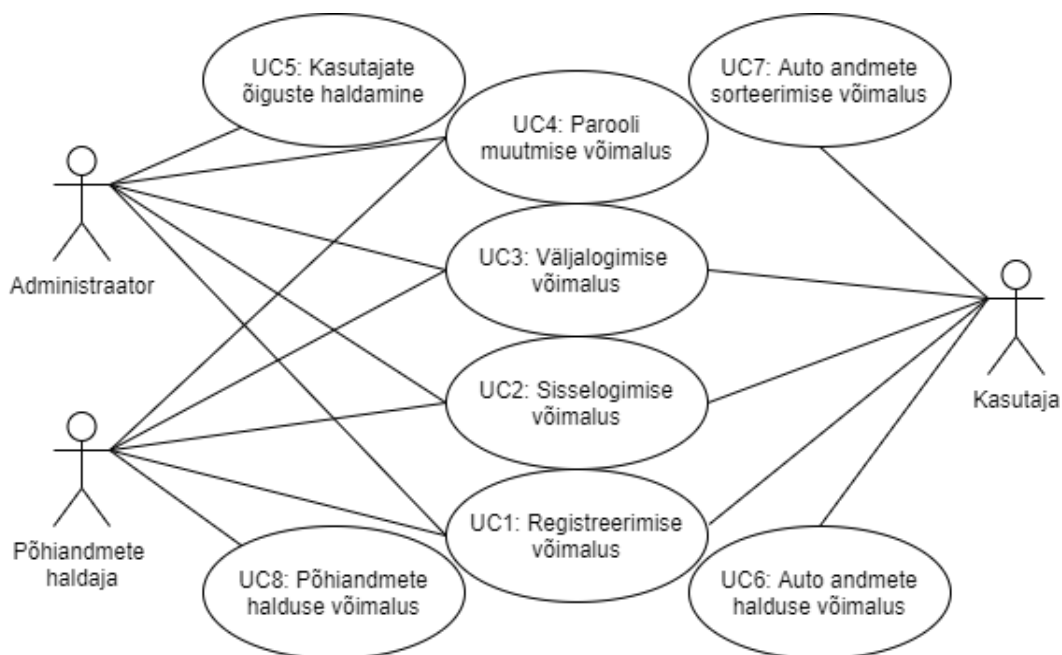 UC5: Kasutajate
õiguste haldamine
UC7: Auto andmete
sorteerimise võimalus
UC4: Parooli
muutmise võimalus
Administraator
UC3: Väljalogimise
võimalus
Kasutaja
UC2: Sisselogimise
võimalus
UC1: Registreerimise
võimalus
Põhiandmete
haldaja
UC8: Põhiandmete
halduse võimalus
UC6: Auto andmete
halduse võimalus